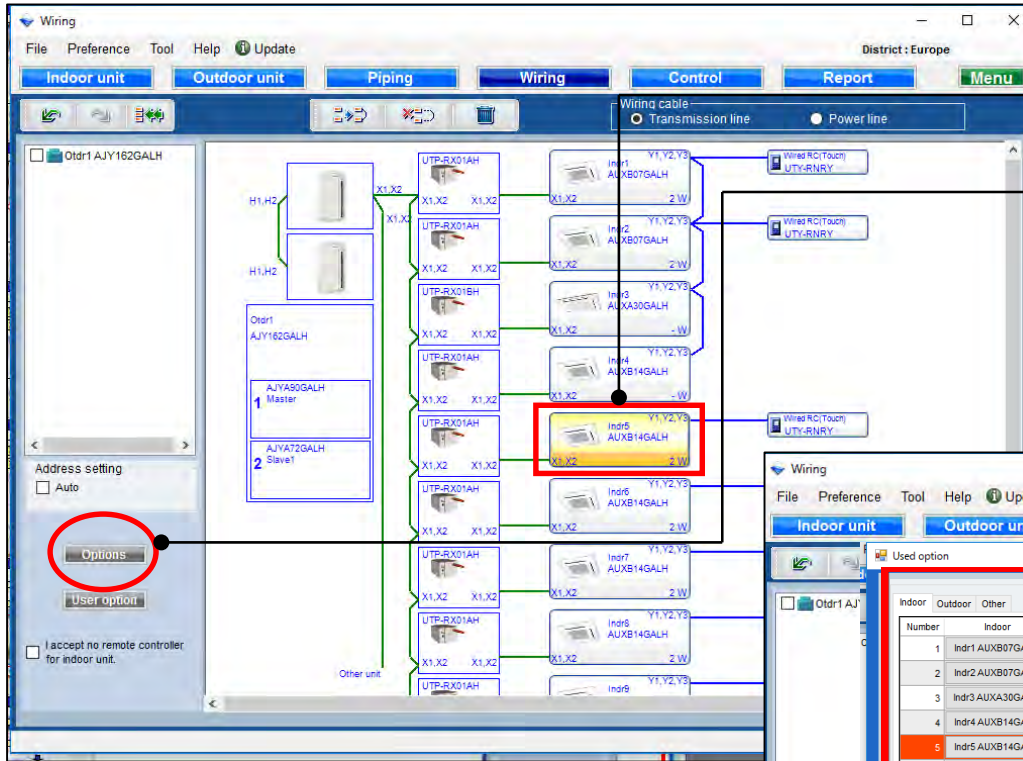 Wiring
File Preference Tool Help Update
District : Europe
Indoor unit Outdoor unit Piping Wiring Control Report Menu
Wiring cable
Transmission line Power line
Otdr1 AJY162GALH
Address setting
Auto
Options
User option
I accept no remote controller
for indoor unit.
H1,H2
H1,H2
X1,X2
Otdr1
AJY162GALH
AJYA90GALH
1 Master
AJYA72GALH
2 Slave1
Other unit
UTP-RX01AH
X1,X2 X1,X2
Indr1
AUXB07GALH
Y1,Y2,Y3
X1,X2 2 W
Wired RC(Touch)
UTY-RNRY
UTP-RX01AH
X1,X2 X1,X2
Indr2
AUXB07GALH
Y1,Y2,Y3
X1,X2 2 W
Wired RC(Touch)
UTY-RNRY
UTP-RX01BH
X1,X2 X1,X2
Indr3
AUXA30GALH
Y1,Y2,Y3
X1,X2 - W
UTP-RX01AH
X1,X2 X1,X2
Indr4
AUXB14GALH
Y1,Y2,Y3
X1,X2 - W
UTP-RX01AH
X1,X2 X1,X2
Indr5
AUXB14GALH
Y1,Y2,Y3
X1,X2 2 W
Wired RC(Touch)
UTY-RNRY
UTP-RX01AH
X1,X2 X1,X2
Indr6
AUXB14GALH
Y1,Y2,Y3
X1,X2 2 W
UTP-RX01AH
X1,X2 X1,X2
Indr7
AUXB14GALH
Y1,Y2,Y3
X1,X2 2 W
UTP-RX01AH
X1,X2 X1,X2
Indr8
AUXB14GALH
Y1,Y2,Y3
X1,X2 2 W
UTP-RX01AH
Indr9
Y1,Y2,Y3
Wiring
File Preference Tool Help Up
Indoor unit Outdoor un
Used option
Otdr1 AJ
Indoor Outdoor Other
Number Indoor
1 Indr1 AUXB07GA
2 Indr2 AUXB07GA
3 Indr3 AUXA30GA
4 Indr4 AUXB14GA
5 Indr5 AUXB14GA